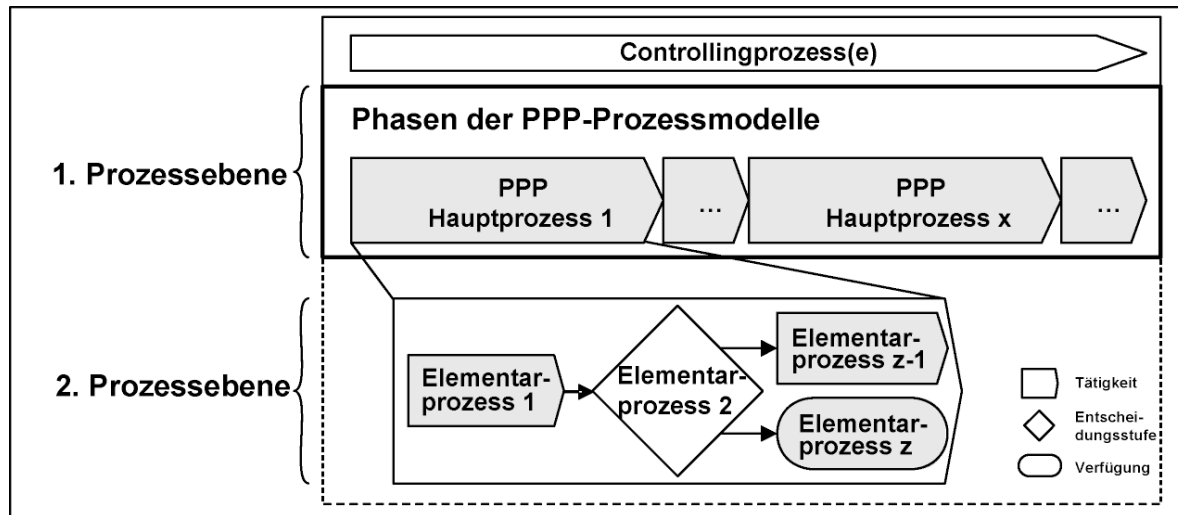 Controllingprozess(e)
Phasen der PPP-Prozessmodelle
1. Prozessebene
PPP
Hauptprozess 1
...
PPP
Hauptprozess x
...
2. Prozessebene
Elementar-
prozess 1
Elementar-
prozess 2
Elementar-
prozess z-1
Elementar-
prozess z
Tätigkeit
Entschei-
dungsstufe
Verfügung